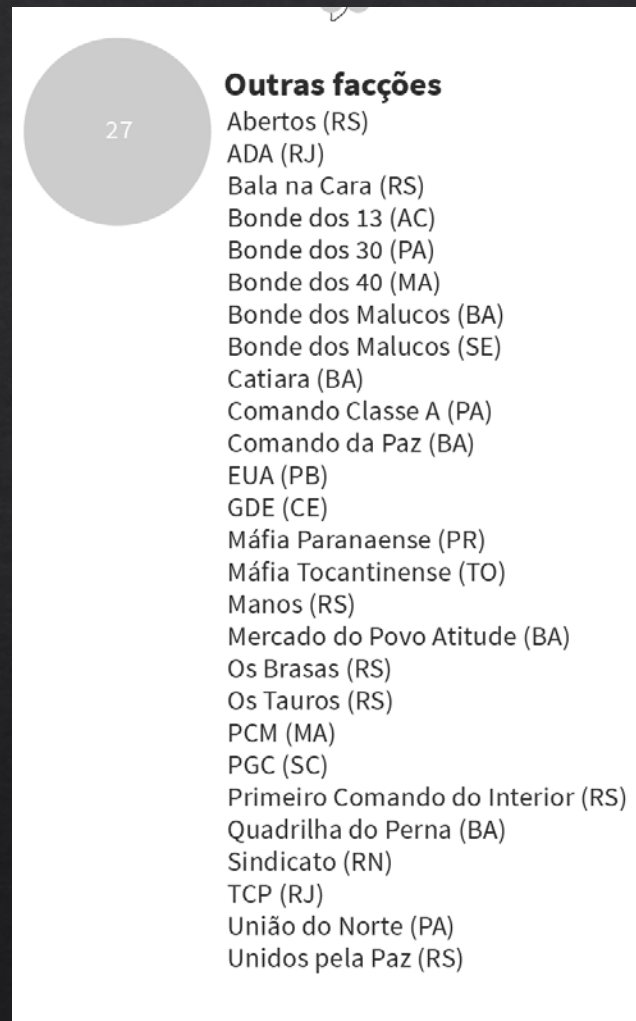 27
Outras facções
Abertos (RS)
ADA (RJ)
Bala na Cara (RS)
Bonde dos 13 (AC)
Bonde dos 30 (PA)
Bonde dos 40 (MA)
Bonde dos Malucos (BA)
Bonde dos Malucos (SE)
Catiara (BA)
Comando Classe A (PA)
Comando da Paz (BA)
EUA (PB)
GDE (CE)
Máfia Paranaense (PR)
Máfia Tocantinense (TO)
Manos (RS)
Mercado do Povo Atitude (BA)
Os Brasas (RS)
Os Tauros (RS)
PCM (MA)
PGC (SC)
Primeiro Comando do Interior (RS)
Quadrilha do Perna (BA)
Sindicato (RN)
TCP (RJ)
União do Norte (PA)
Unidos pela Paz (RS)